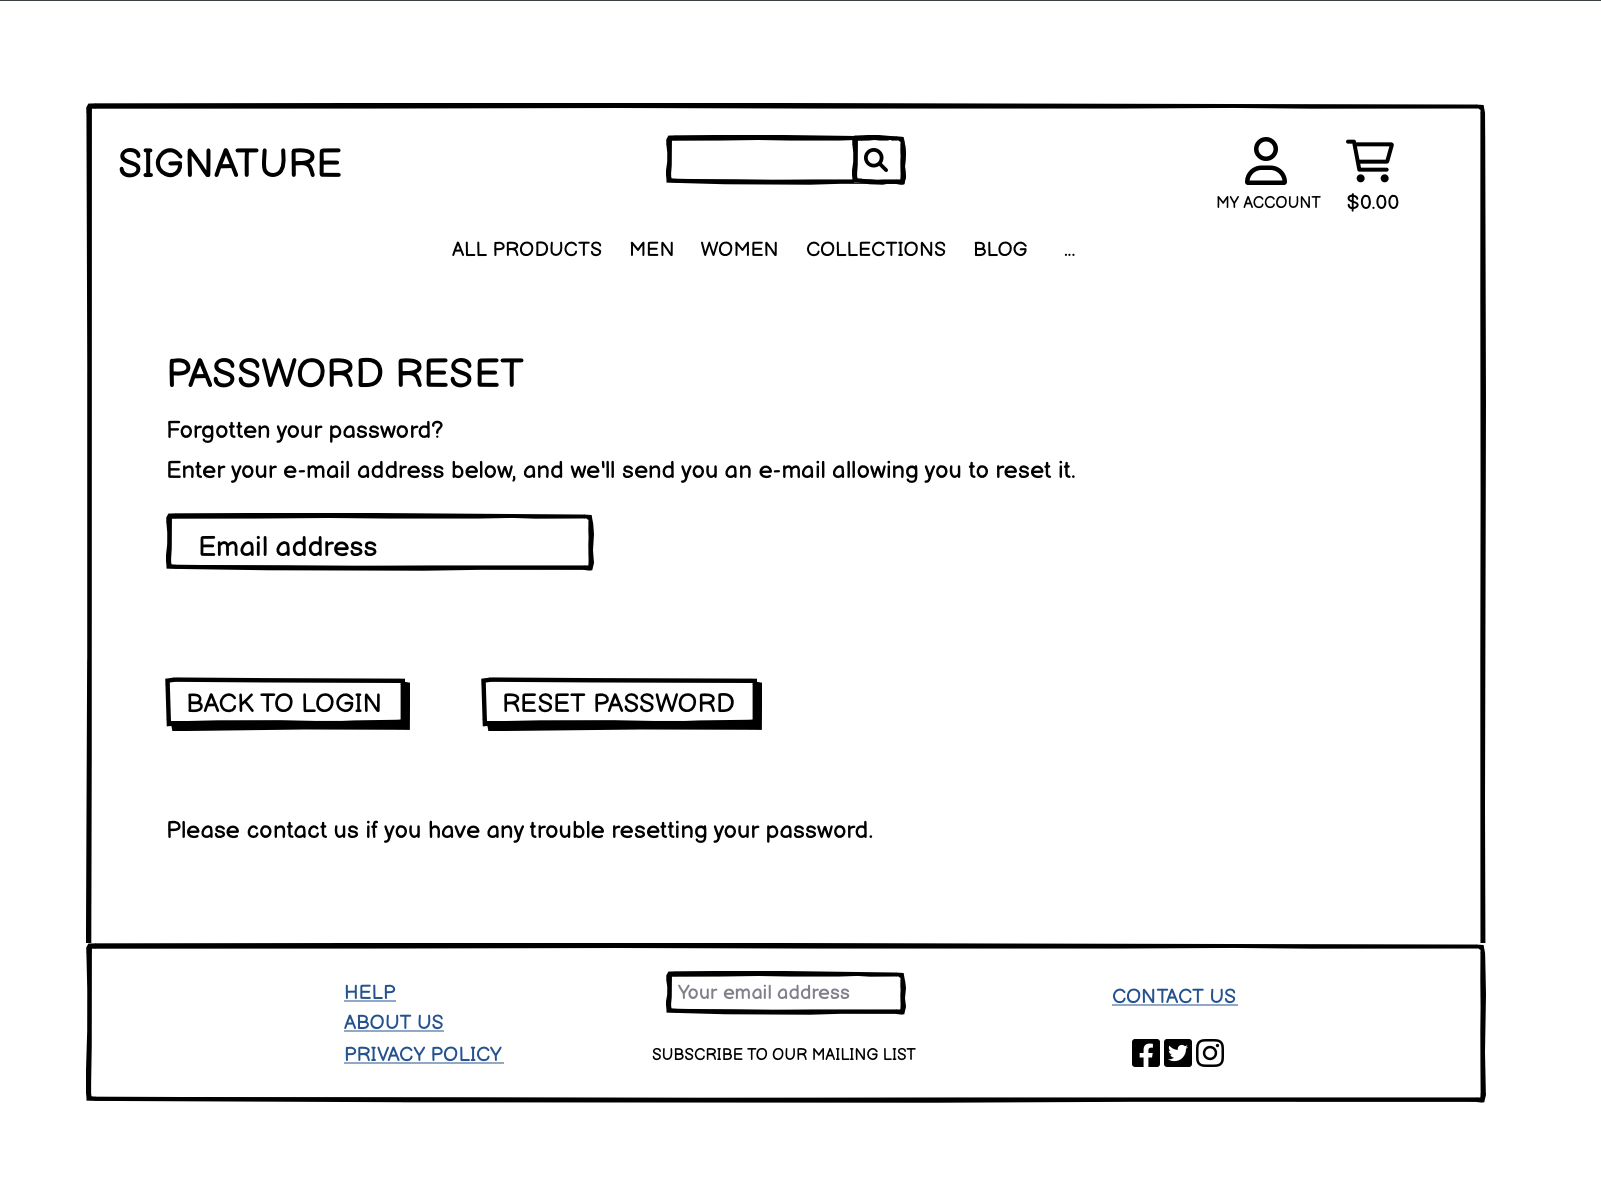 SIGNATURE
MY ACCOUNT
$0.00
ALL PRODUCTS MEN WOMEN COLLECTIONS BLOG ...
PASSWORD RESET
Forgotten your password?
Enter your e-mail address below, and we'll send you an e-mail allowing you to reset it.
Email address
BACK TO LOGIN
RESET PASSWORD
Please contact us if you have any trouble resetting your password.
HELP
ABOUT US
PRIVACY POLICY
Your email address
SUBSCRIBE TO OUR MAILING LIST
CONTACT US